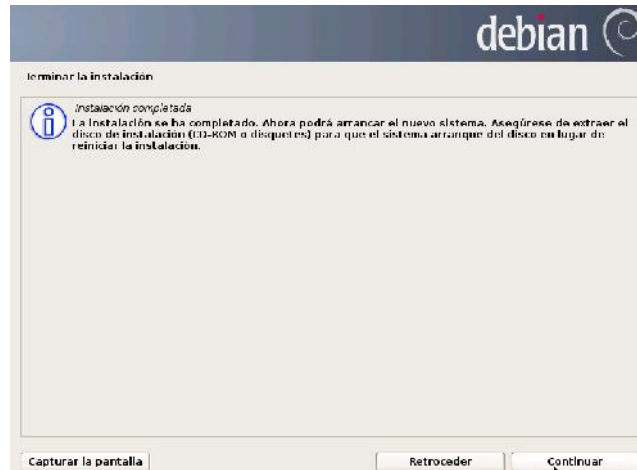 debian
Terminar la instalación
Instalación completada
La instalación se ha completado. Ahora podrá arrancar el nuevo sistema. Asegúrese de extraer el
disco de instalación (CD-ROM o disquetes) para que el sistema arranque del disco en lugar de
reiniciar la instalación.
Capturar la pantalla
Retroceder
Continuar